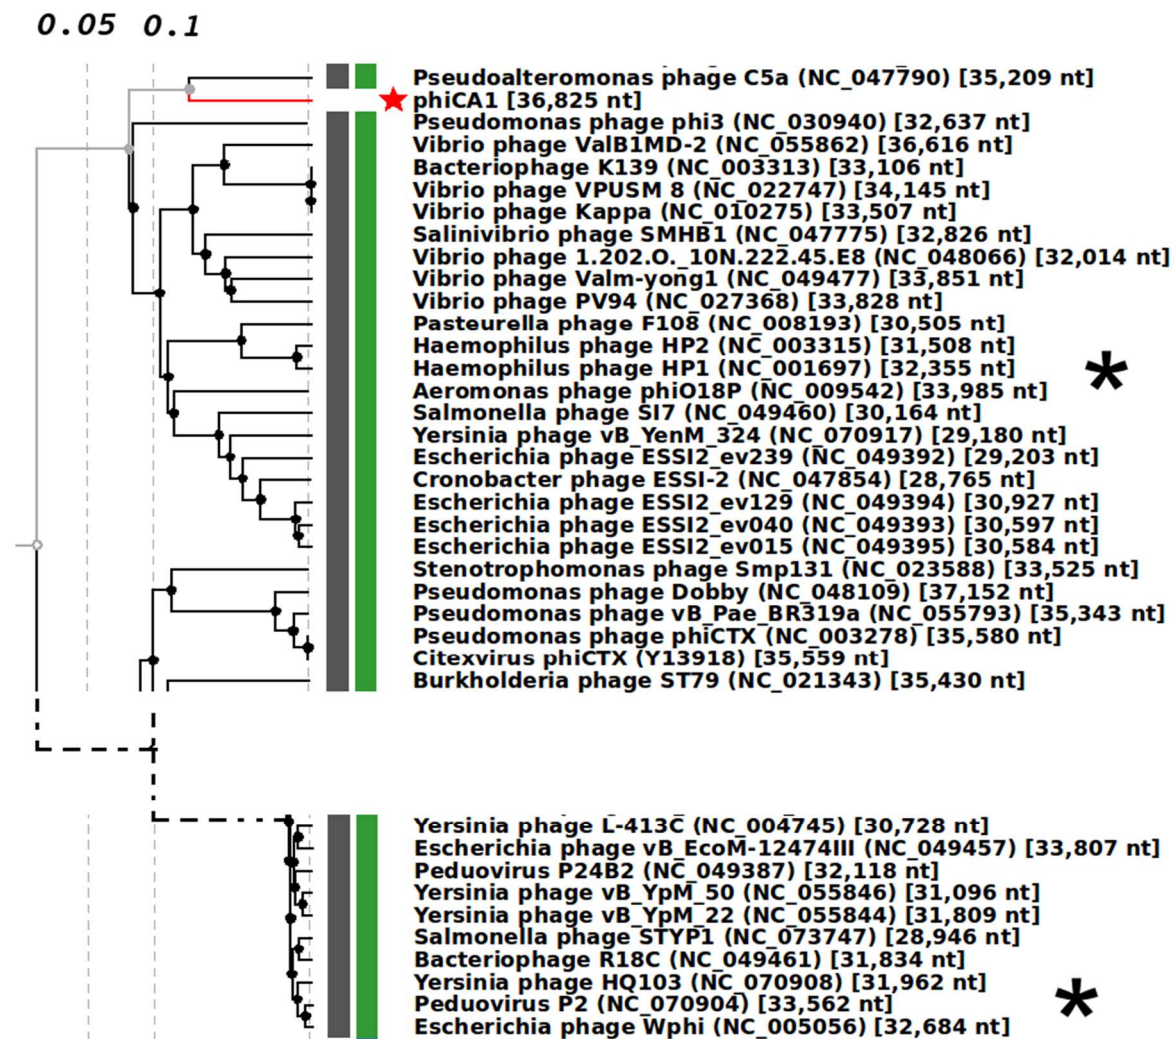 0.05 0.1
Pseudoalteromonas phage C5a (NC_047790) [35,209 nt]
phiCA1 [36,825 nt]
Pseudomonas phage phi3 (NC_030940) [32,637 nt]
Vibrio phage ValB1MD-2 (NC_055862) [36,616 nt]
Bacteriophage K139 (NC_003313) [33,106 nt]
Vibrio phage VPUSM 8 (NC_022747) [34,145 nt]
Vibrio phage Kappa (NC_010275) [33,507 nt]
Salinivibrio phage SMHB1 (NC_047775) [32,826 nt]
Vibrio phage 1.202.O._10N.222.45.E8 (NC_048066) [32,014 nt]
Vibrio phage Valm-yong1 (NC_049477) [33,851 nt]
Vibrio phage PV94 (NC_027368) [33,828 nt]
Pasteurella phage F108 (NC_008193) [30,505 nt]
Haemophilus phage HP2 (NC_003315) [31,508 nt]
Haemophilus phage HP1 (NC_001697) [32,355 nt]
*
Aeromonas phage phiO18P (NC_009542) [33,985 nt]
Salmonella phage SI7 (NC_049460) [30,164 nt]
Yersinia phage vB_YenM_324 (NC_070917) [29,180 nt]
Escherichia phage ESSI2_ev239 (NC_049392) [29,203 nt]
Cronobacter phage ESSI-2 (NC_047854) [28,765 nt]
Escherichia phage ESSI2_ev129 (NC_049394) [30,927 nt]
Escherichia phage ESSI2_ev040 (NC_049393) [30,597 nt]
Escherichia phage ESSI2_ev015 (NC_049395) [30,584 nt]
Stenotrophomonas phage Smp131 (NC_023588) [33,525 nt]
Pseudomonas phage Dobby (NC_048109) [37,152 nt]
Pseudomonas phage vB_Pae_BR319a (NC_055793) [35,343 nt]
Pseudomonas phage phiCTX (NC_003278) [35,580 nt]
Citexvirus phiCTX (Y13918) [35,559 nt]
Burkholderia phage ST79 (NC_021343) [35,430 nt]
Yersinia phage L-413C (NC_004745) [30,728 nt]
Escherichia phage vB_EcoM-12474III (NC_049457) [33,807 nt]
Peduovirus P24B2 (NC_049387) [32,118 nt]
Yersinia phage vB_YpM_50 (NC_055846) [31,096 nt]
Yersinia phage vB_YpM_22 (NC_055844) [31,809 nt]
Salmonella phage STYP1 (NC_073747) [28,946 nt]
Bacteriophage R18C (NC_049461) [31,834 nt]
Yersinia phage HQ103 (NC_070908) [31,962 nt]
Peduovirus P2 (NC_070904) [33,562 nt]
*
Escherichia phage Wphi (NC_005056) [32,684 nt]